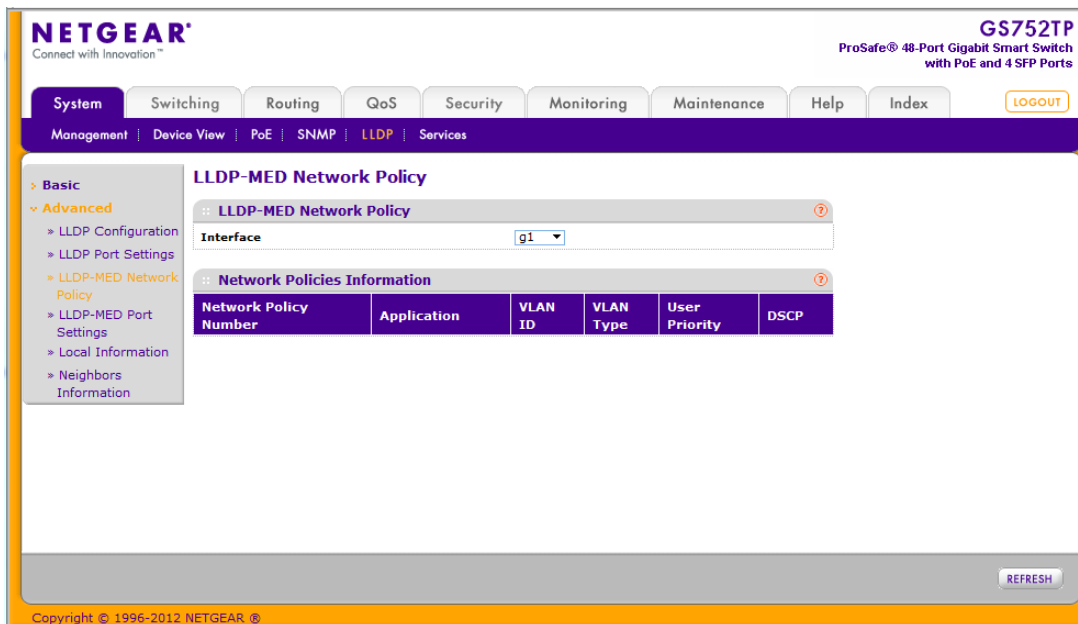 NETGEAR®
Connect with Innovation™
GS752TP
ProSafe® 48-Port Gigabit Smart Switch
with PoE and 4 SFP Ports
System Switching Routing QoS Security Monitoring Maintenance Help Index LOGOUT
Management Device View PoE SNMP LLDP Services
Basic
Advanced
» LLDP Configuration
» LLDP Port Settings
» LLDP-MED Network
Policy
» LLDP-MED Port
Settings
» Local Information
» Neighbors
Information
LLDP-MED Network Policy
LLDP-MED Network Policy ?
Interface g1
Network Policies Information ?
Network Policy
Number
Application
VLAN
ID
VLAN
Type
User
Priority
DSCP
REFRESH
Copyright © 1996-2012 NETGEAR ®